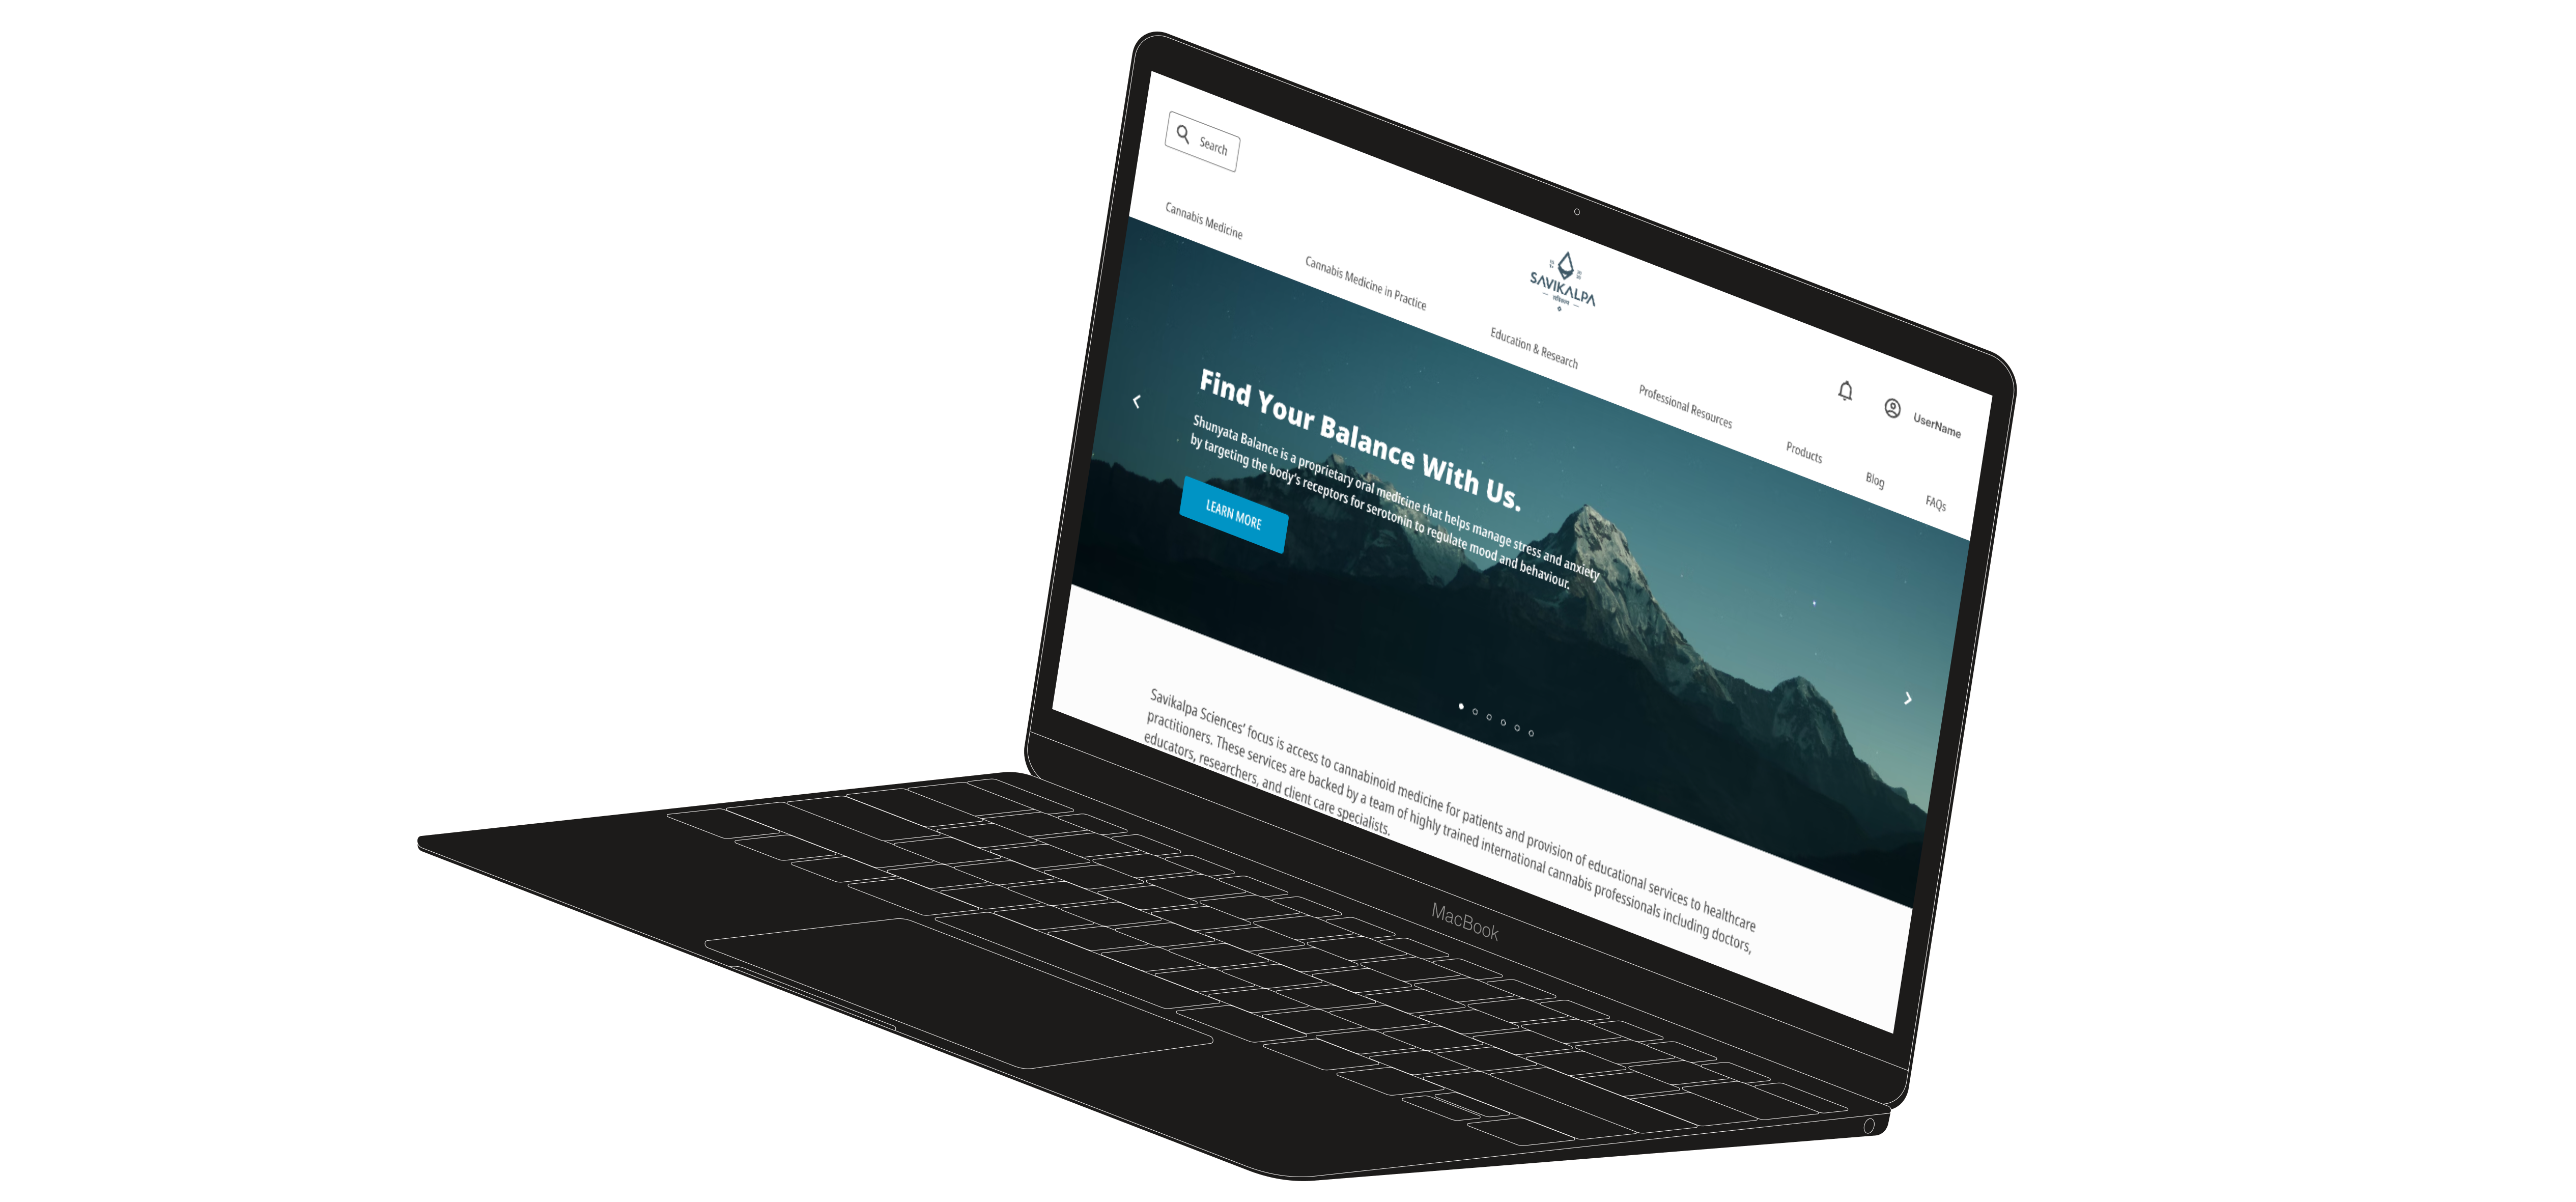 Search
SAVIKALPA
UserName
Cannabis Medicine
Cannabis Medicine in Practice
Education & Research
Professional Resources
Products
Blog
FAQs
Find Your Balance With Us.
Shunyata Balance is a proprietary oral medicine that helps manage stress and anxiety
by targeting the body's receptors for serotonin to regulate mood and behaviour.
LEARN MORE
Savikalpa Sciences' focus is access to cannabinoid medicine for patients and provision of educational services to healthcare
practitioners. These services are backed by a team of highly trained international cannabis professionals including doctors,
educators, researchers, and client care specialists.
MacBook